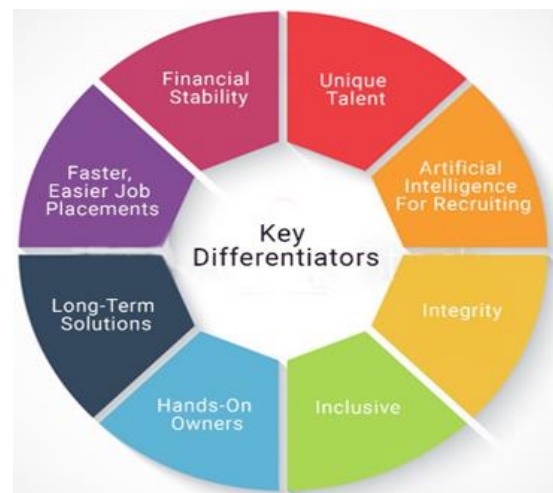 Key
Differentiators
Unique
Talent
Artificial
Intelligence
For Recruiting
Integrity
Inclusive
Hands-On
Owners
Long-Term
Solutions
Faster,
Easier Job
Placements
Financial
Stability